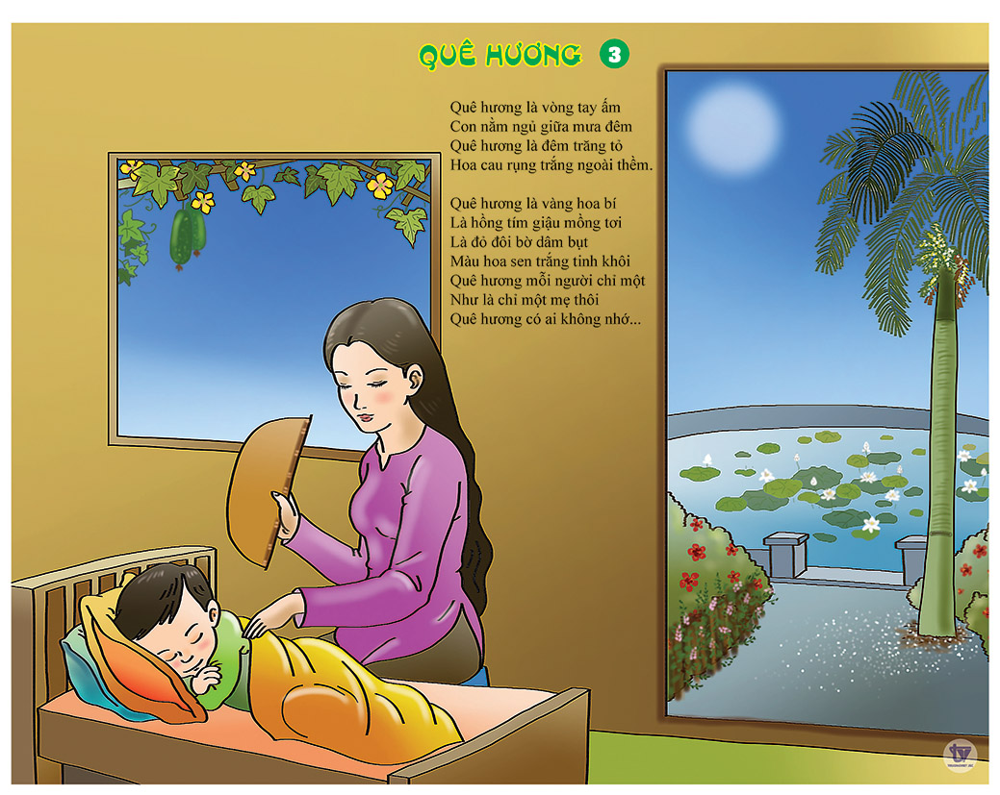 QUÊ HƯƠNG 3
Quê hương là vòng tay ấm
Con nằm ngủ giữa mưa đêm
Quê hương là đêm trăng tỏ
Hoa cau rụng trắng ngoài thềm.
Quê hương là vàng hoa bí
Là hồng tím giậu mồng tơi
Là đỏ đôi bờ dâm bụt
Màu hoa sen trắng tinh khôi
Quê hương mỗi người chỉ một
Như là chỉ một mẹ thôi
Quê hương có ai không nhớ...